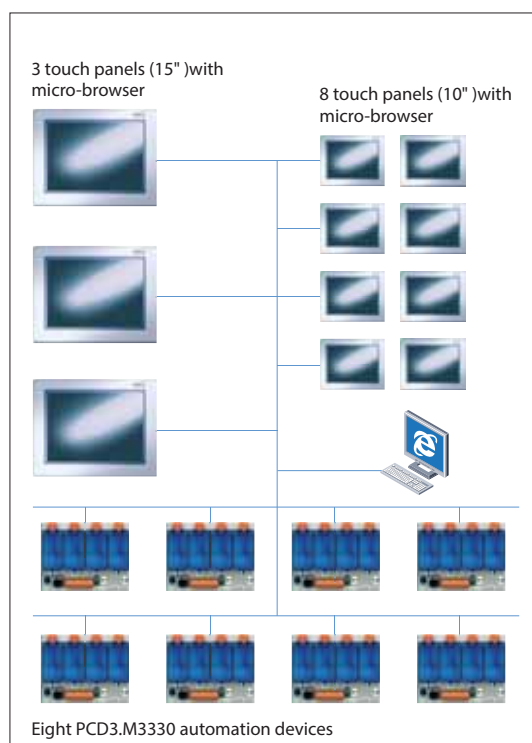 3 touch panels (15" )with
micro-browser
8 touch panels (10" )with
micro-browser
Eight PCD3.M3330 automation devices